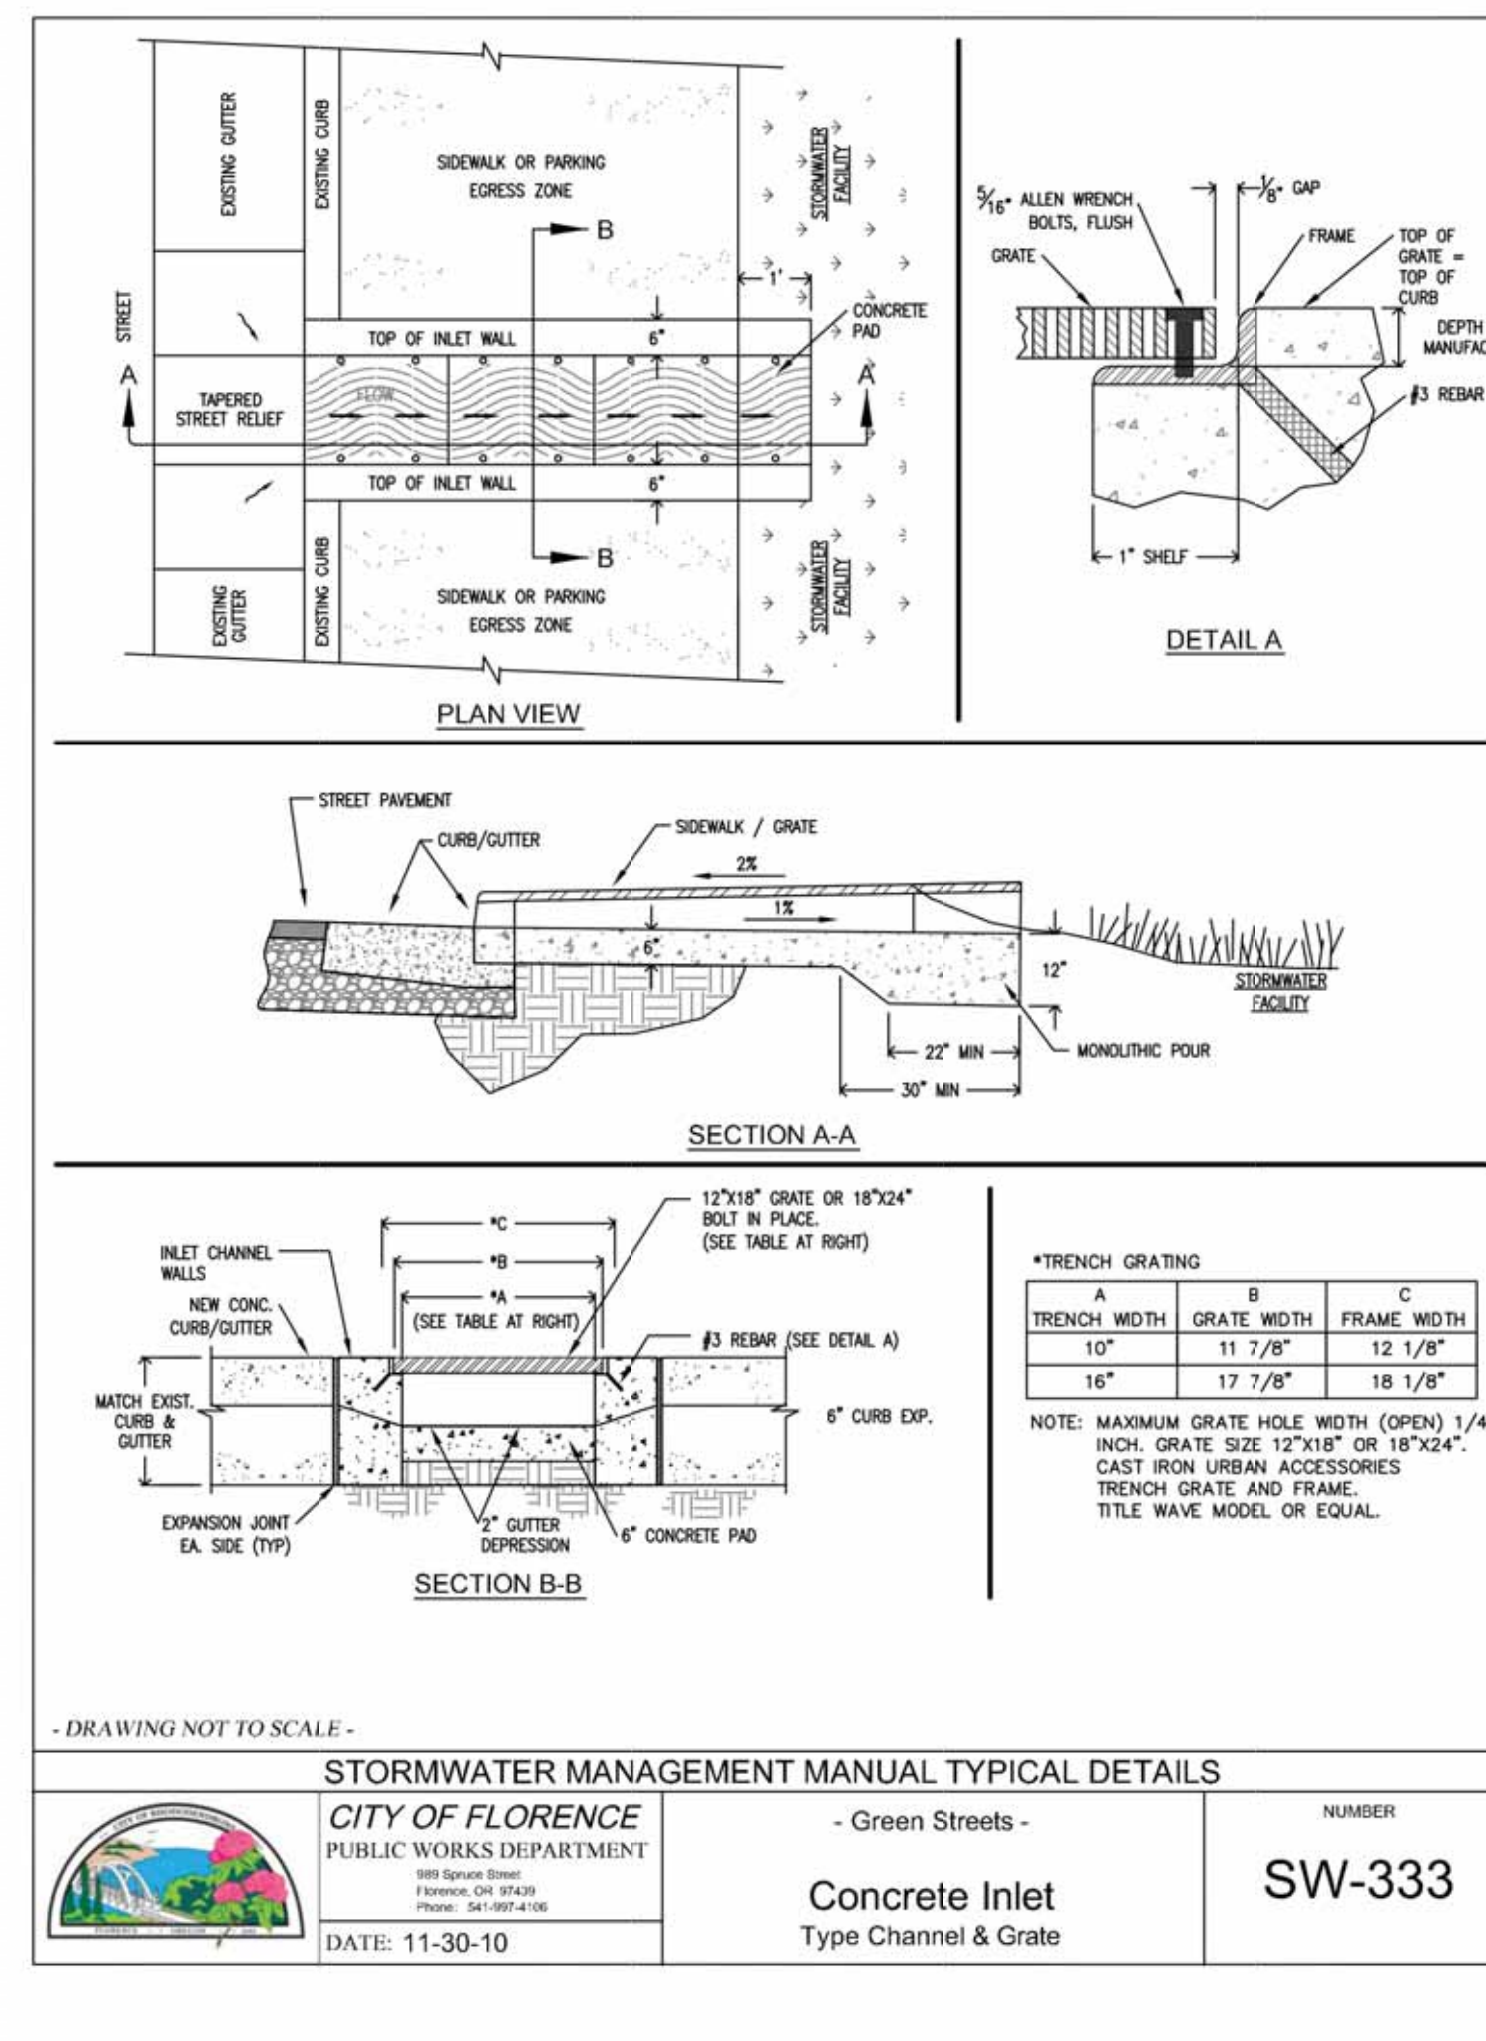 EXISTING GUTTER
EXISTING CURB
SIDEWALK OR PARKING
EGRESS ZONE
STORMWATER
FACILITY
B
1'
STREET
TOP OF INLET WALL
6"
CONCRETE
PAD
A
A
TAPERED
STREET RELIEF
FLOW
TOP OF INLET WALL
6"
B
EXISTING
GUTTER
EXISTING CURB
SIDEWALK OR PARKING
EGRESS ZONE
STORMWATER
FACILITY
PLAN VIEW
5/16" ALLEN WRENCH
BOLTS, FLUSH
1/8" GAP
GRATE
FRAME
TOP OF
GRATE =
TOP OF
CURB
DEPTH
MANUFAC
#3 REBAR
1" SHELF
DETAIL A
STREET PAVEMENT
CURB/GUTTER
SIDEWALK / GRATE
2%
1%
6"
12"
STORMWATER
FACILITY
22" MIN
MONOLITHIC POUR
30" MIN
SECTION A-A
*C
12"X18" GRATE OR 18"X24"
BOLT IN PLACE.
(SEE TABLE AT RIGHT)
INLET CHANNEL
WALLS
*B
NEW CONC.
CURB/GUTTER
*A
(SEE TABLE AT RIGHT)
#3 REBAR (SEE DETAIL A)
MATCH EXIST.
CURB &
GUTTER
6" CURB EXP.
EXPANSION JOINT
EA. SIDE (TYP)
2" GUTTER
DEPRESSION
6" CONCRETE PAD
SECTION B-B
*TRENCH GRATING
A B C
TRENCH WIDTH GRATE WIDTH FRAME WIDTH
10" 11 7/8" 12 1/8"
16" 17 7/8" 18 1/8"
NOTE: MAXIMUM GRATE HOLE WIDTH (OPEN) 1/4
INCH. GRATE SIZE 12"X18" OR 18"X24".
CAST IRON URBAN ACCESSORIES
TRENCH GRATE AND FRAME.
TITLE WAVE MODEL OR EQUAL.
- DRAWING NOT TO SCALE -
STORMWATER MANAGEMENT MANUAL TYPICAL DETAILS
CITY OF FLORENCE
PUBLIC WORKS DEPARTMENT
989 Spruce Street
Florence, OR 97439
Phone: 541-997-4106
DATE: 11-30-10
- Green Streets -
Concrete Inlet
Type Channel & Grate
NUMBER
SW-333
FLORENCE
OREGON